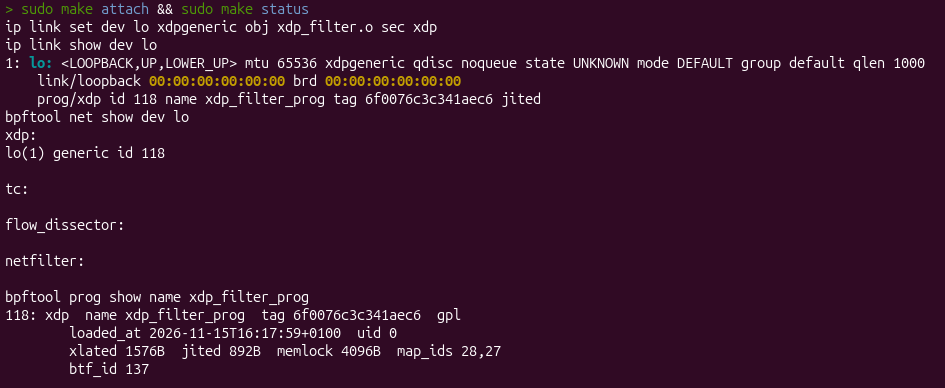 > sudo make attach && sudo make status
ip link set dev lo xdpgeneric obj xdp_filter.o sec xdp
ip link show dev lo
1: lo: <LOOPBACK,UP,LOWER_UP> mtu 65536 xdpgeneric qdisc noqueue state UNKNOWN mode DEFAULT group default qlen 1000
    link/loopback 00:00:00:00:00:00 brd 00:00:00:00:00:00
    prog/xdp id 118 name xdp_filter_prog tag 6f0076c3c341aec6 jited
bpftool net show dev lo
xdp:
lo(1) generic id 118

tc:

flow_dissector:

netfilter:

bpftool prog show name xdp_filter_prog
118: xdp  name xdp_filter_prog  tag 6f0076c3c341aec6  gpl
        loaded_at 2026-11-15T16:17:59+0100  uid 0
        xlated 1576B  jited 892B  memlock 4096B  map_ids 28,27
        btf_id 137